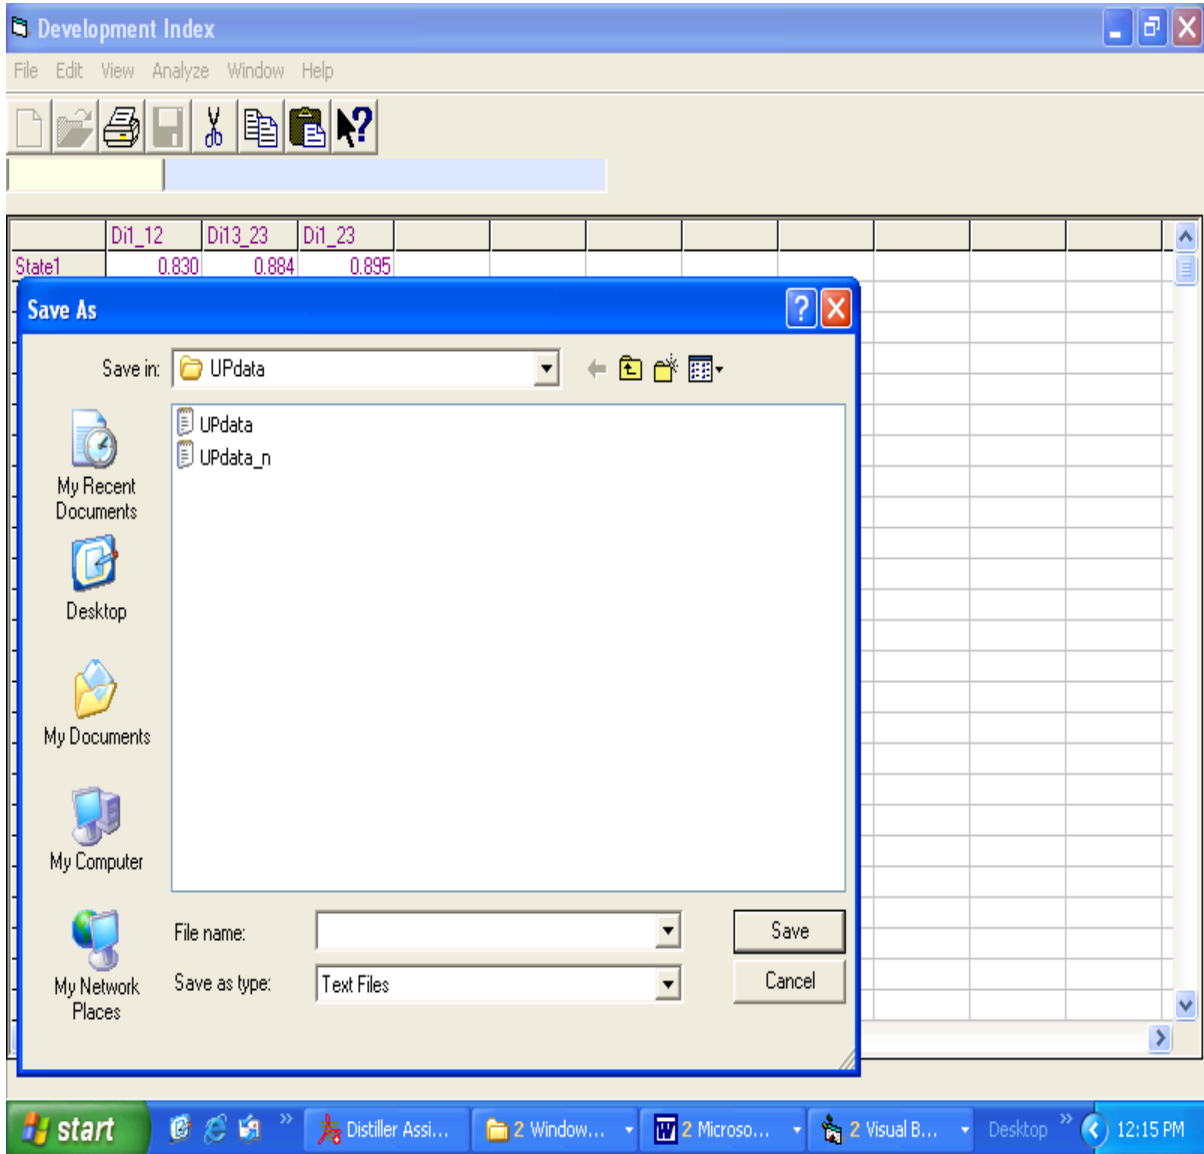 Development Index
File Edit View Analyze Window Help
Di1_12 Di13_23 Di1_23
State1 0.830 0.884 0.895
Save As
Save in: UPdata
UPdata
UPdata_n
My Recent
Documents
Desktop
My Documents
My Computer
My Network
Places
File name:
Save
Save as type: Text Files
Cancel
start
Distiller Assi...
2 Window...
2 Microso...
2 Visual B...
Desktop
12:15 PM